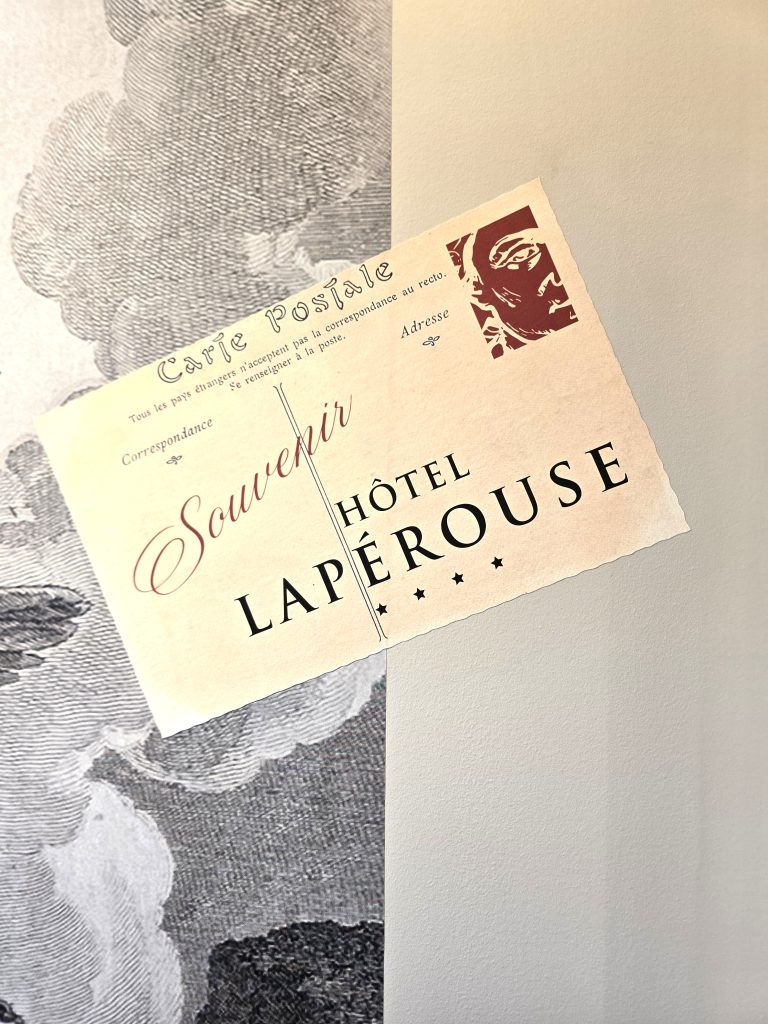 Carte Postale
Tous les pays étrangers n'acceptent pas la correspondance au recto.
Se renseigner à la poste.
Correspondance
Adresse
Souvenir
HÔTEL
LAPÉROUSE